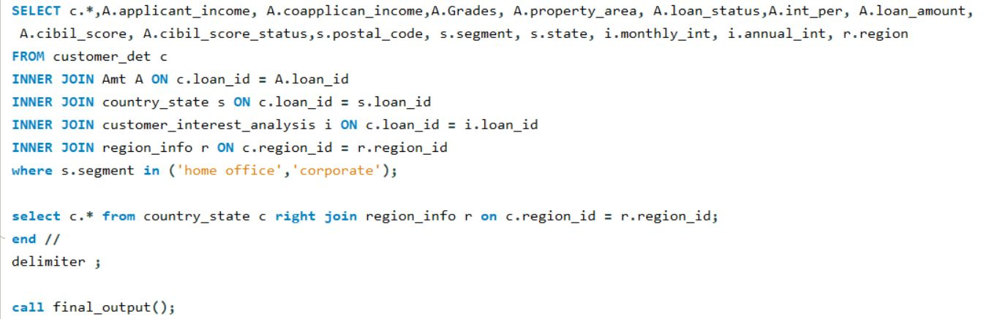 SELECT c.*,A.applicant_income, A.coapplican_income,A.Grades, A.property_area, A.loan_status,A.int_per, A.loan_amount,
A.cibil_score, A.cibil_score_status,s.postal_code, s.segment, s.state, i.monthly_int, i.annual_int, r.region
FROM customer_det c
INNER JOIN Amt A ON c.loan_id = A.loan_id
INNER JOIN country_state s ON c.loan_id = s.loan_id
INNER JOIN customer_interest_analysis i ON c.loan_id = i.loan_id
INNER JOIN region_info r ON c.region_id = r.region_id
where s.segment in ('home office','corporate');
select c.* from country_state c right join region_info r on c.region_id = r.region_id;
end //
delimiter ;
call final_output();